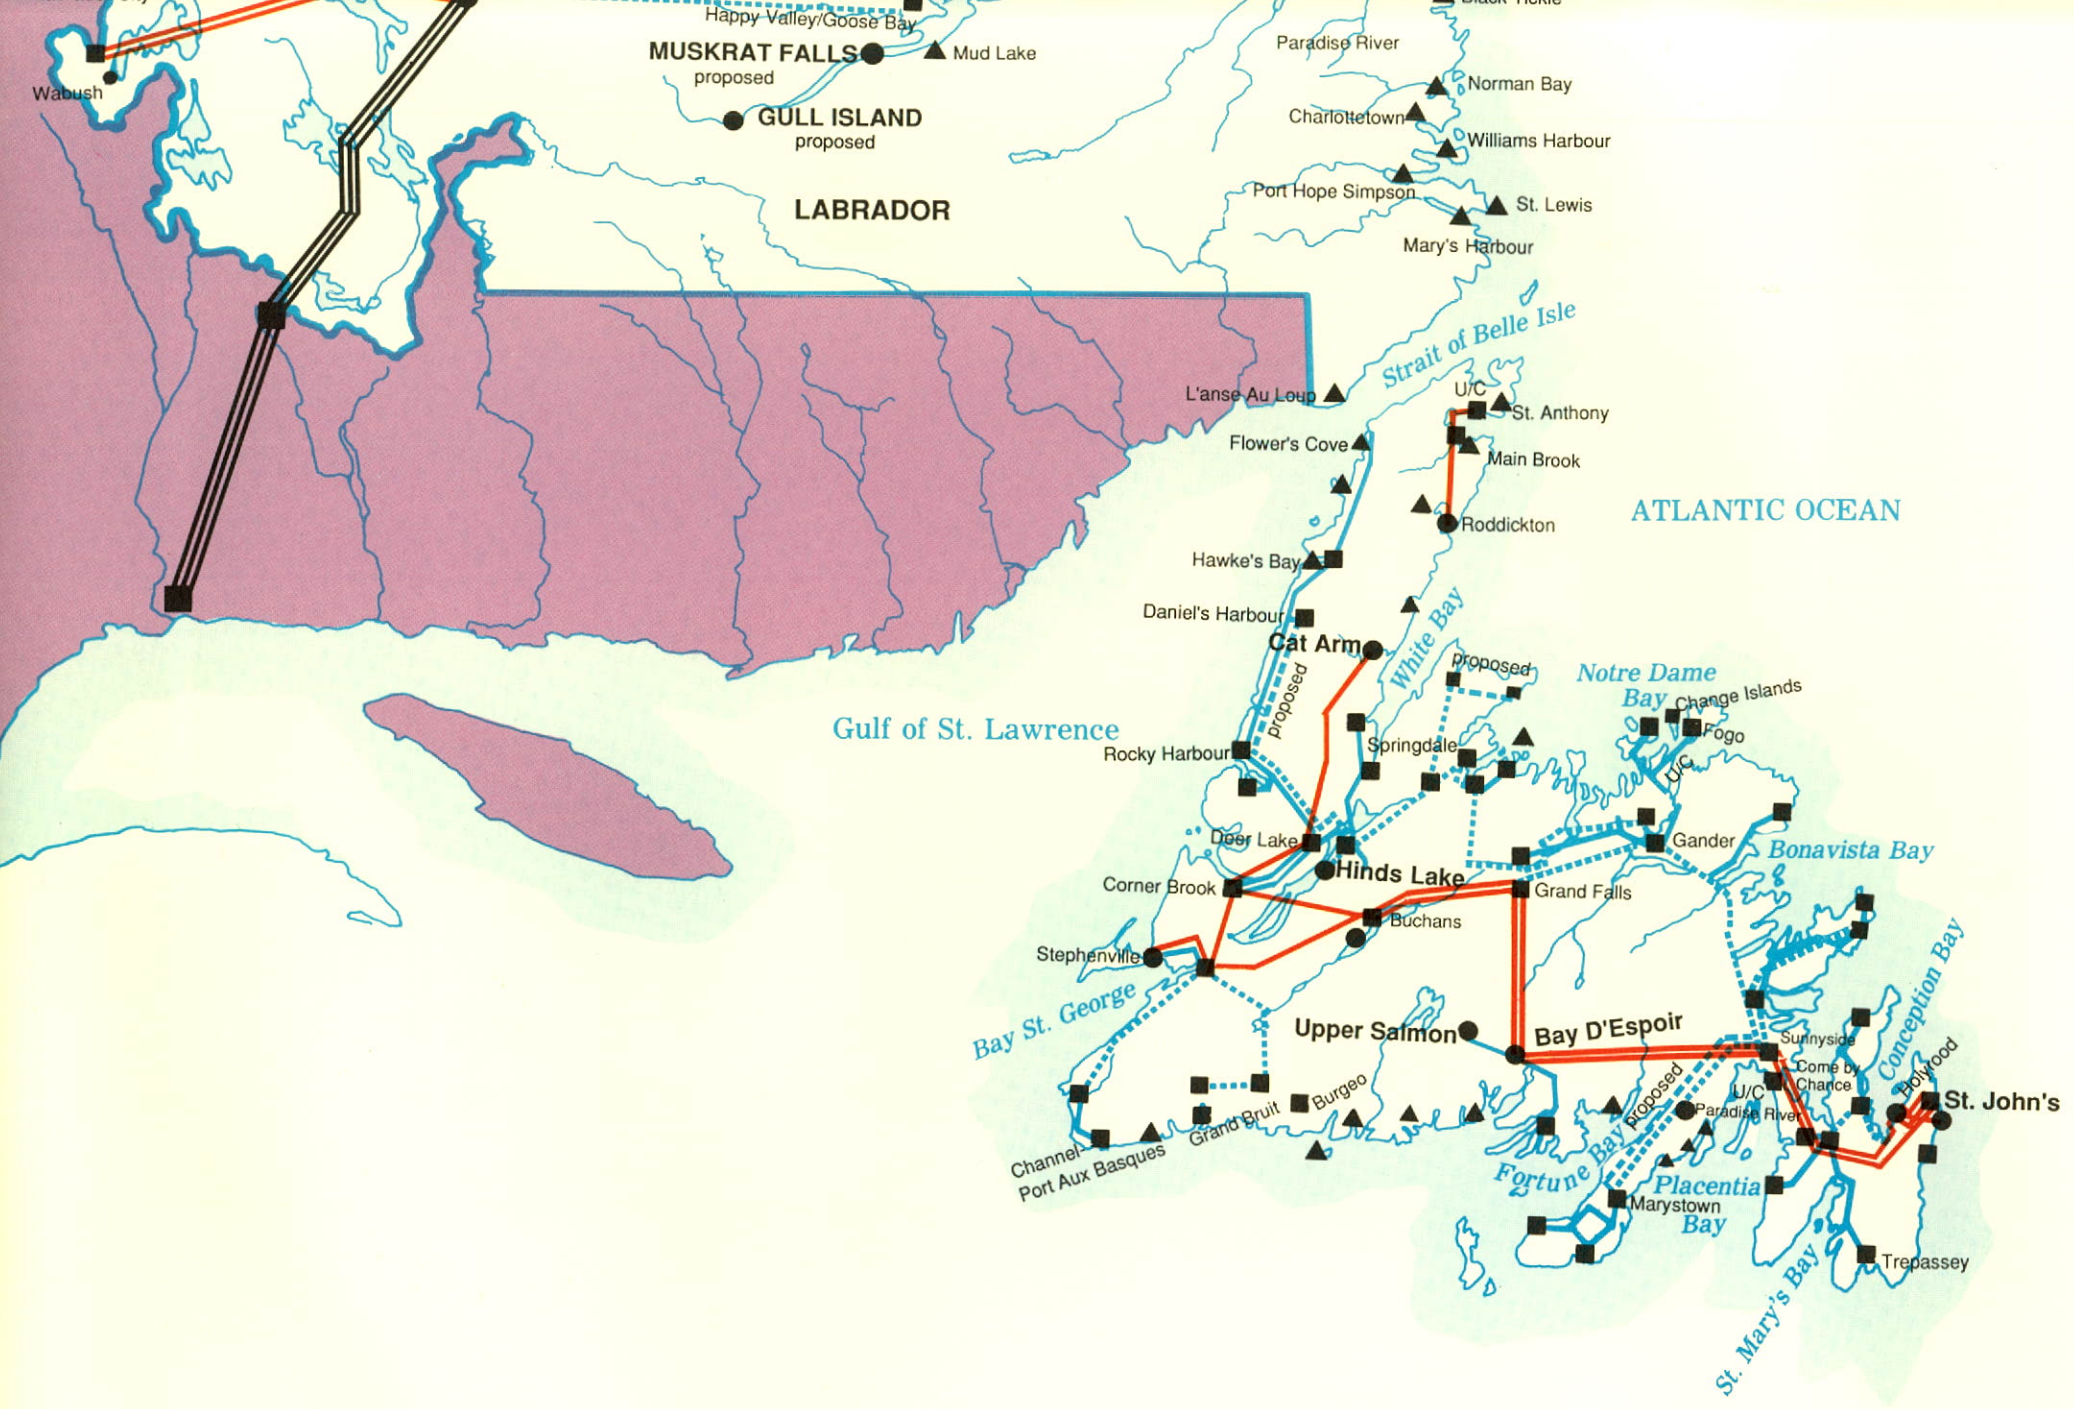 Happy Valley/Goose Bay
MUSKRAT FALLS
proposed
Mud Lake
Wabush
GULL ISLAND
proposed
LABRADOR
Paradise River
Norman Bay
Charlottetown
Williams Harbour
Port Hope Simpson
St. Lewis
Mary's Harbour
Strait of Belle Isle
L'anse Au Loup
U/C
St. Anthony
Flower's Cove
Main Brook
ATLANTIC OCEAN
Roddickton
Hawke's Bay
Daniel's Harbour
Cat Arm
White Bay
proposed
proposed
Notre Dame
Bay
Change Islands
Fogo
U/C
Gulf of St. Lawrence
Rocky Harbour
Springdale
Deer Lake
Gander
Bonavista Bay
Hinds Lake
Corner Brook
Grand Falls
Buchans
Stephenville
Conception Bay
Bay St. George
Upper Salmon
Bay D'Espoir
Sunnyside
Come by
Chance
Holyrood
St. John's
U/C
proposed
Paradise River
Burgeo
Grand Bruit
Channel-
Port Aux Basques
Fortune Bay
Placentia
Bay
Marystown
Trepassey
St. Mary's Bay